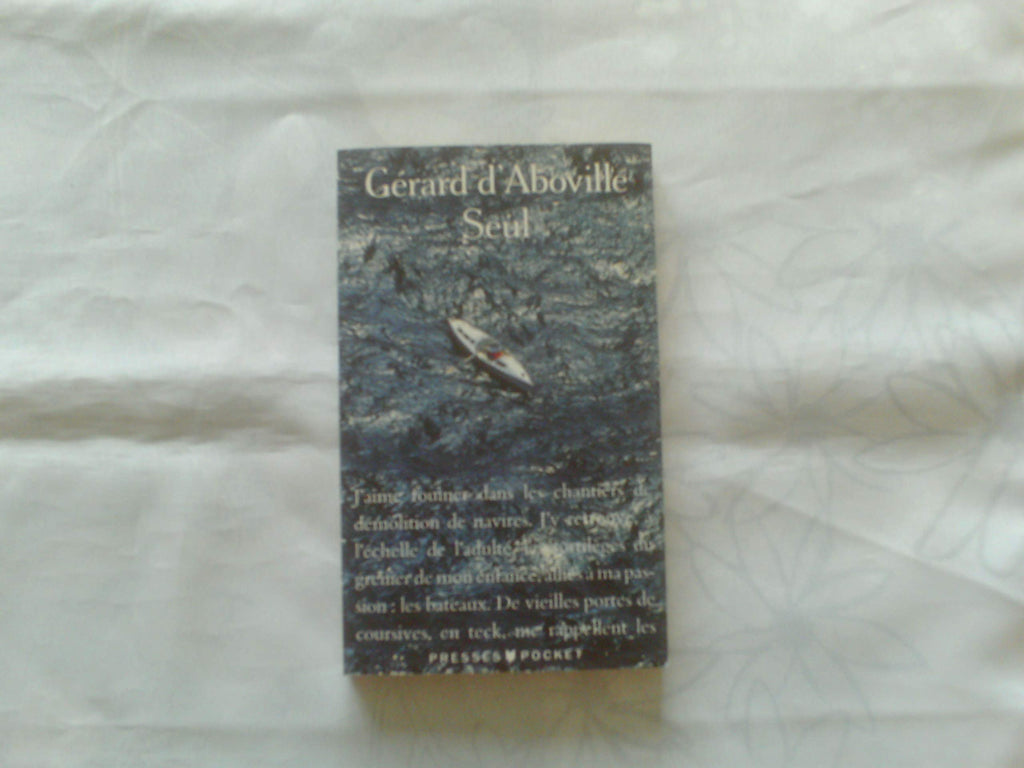 Gérard d'Aboville
Seul
J'aime fouiner dans les chantiers de
démolition de navires. J'y retrouve, à
l'échelle de l'adulte, les du
grenier de mon enfance, alliés à ma pas-
sion : les bateaux. De vieilles portes de
coursives, en teck, me rappellent les
PRESSES POCKET